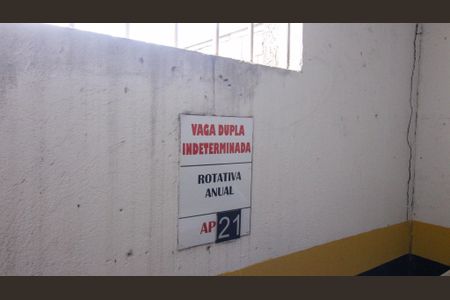 VAGA DUPLA
INDETERMINADA
ROTATIVA
ANUAL
AP 21